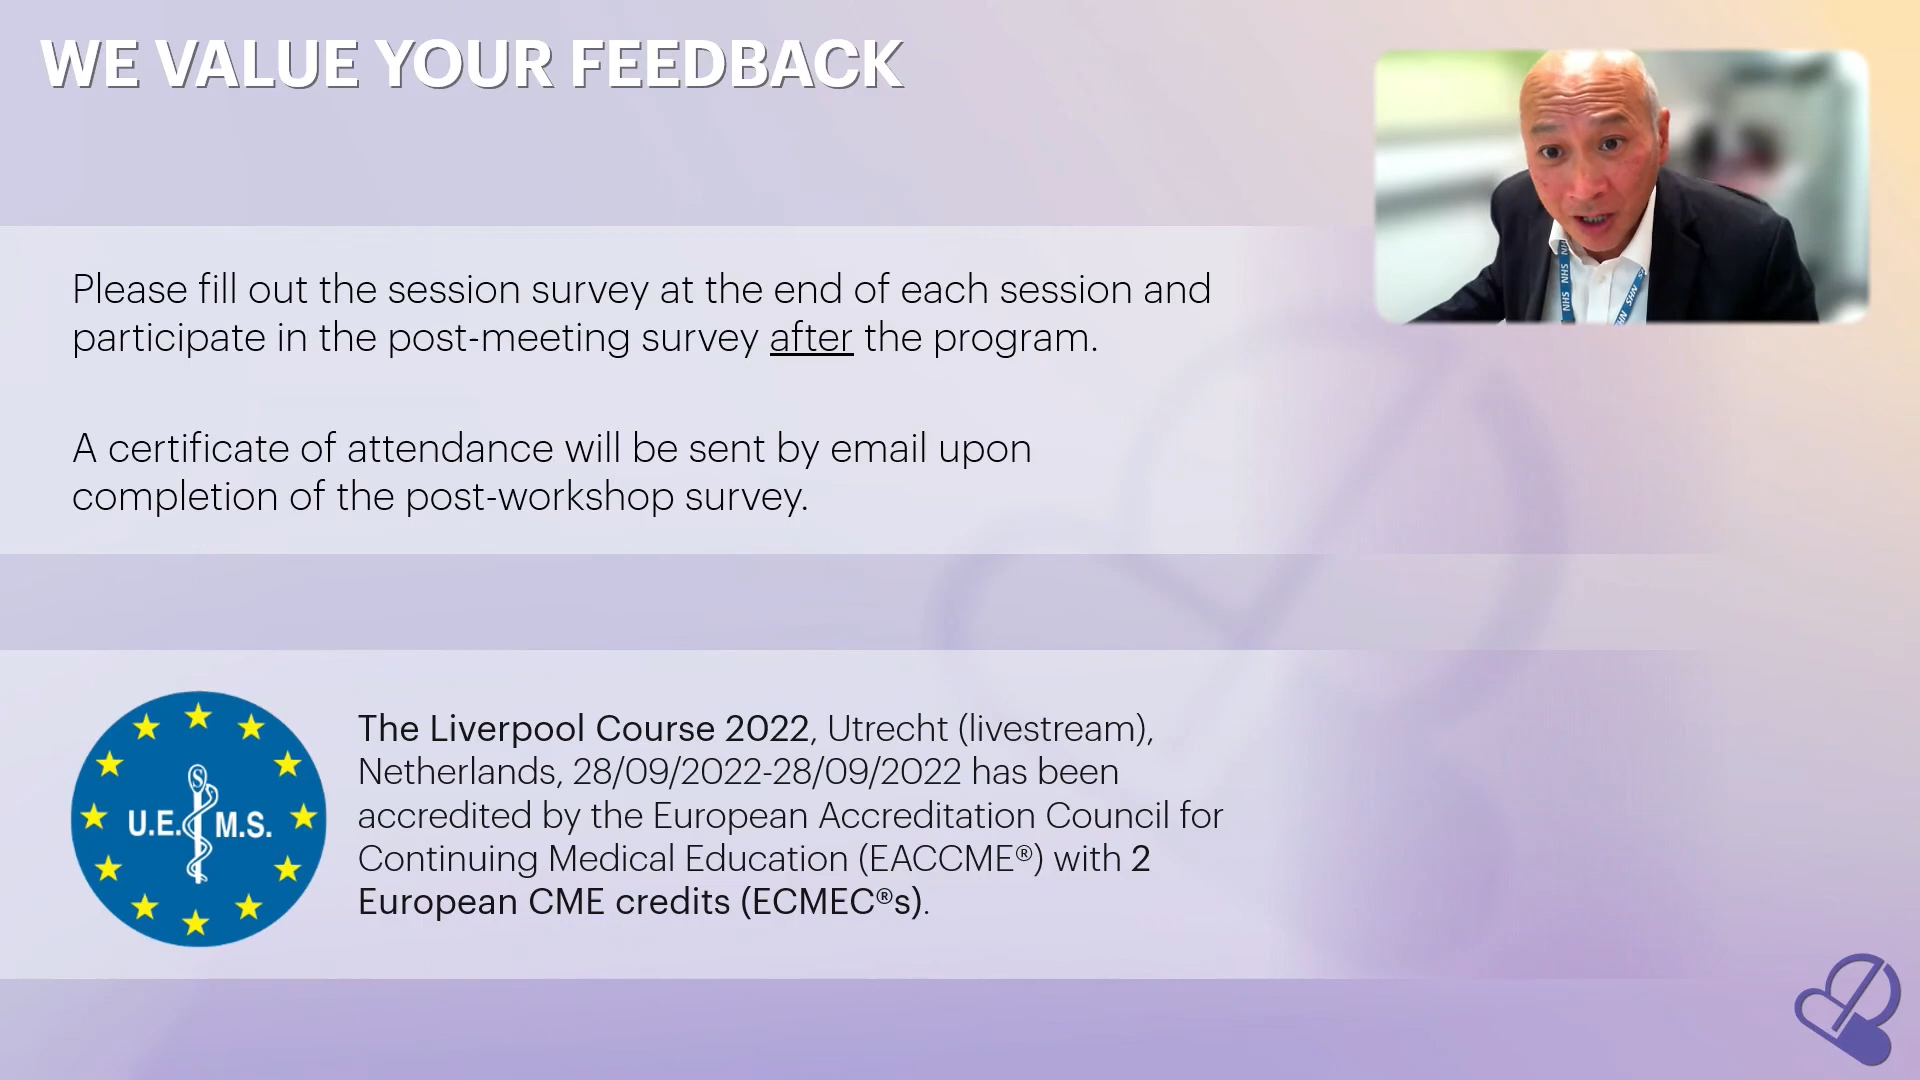 WE VALUE YOUR FEEDBACK
Please fill out the session survey at the end of each session and
participate in the post-meeting survey after the program.
A certificate of attendance will be sent by email upon
completion of the post-workshop survey.
NHS
NHS
NHS
U.E. M.S.
S
The Liverpool Course 2022, Utrecht (livestream),
Netherlands, 28/09/2022-28/09/2022 has been
accredited by the European Accreditation Council for
Continuing Medical Education (EACCME®) with 2
European CME credits (ECMEC®s).